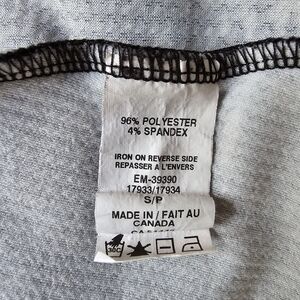 96% POLYESTER
4% SPANDEX
IRON ON REVERSE SIDE
REPASSER A L'ENVERS
EM-39390
17933/17934
S/P
MADE IN / FAIT AU
CANADA